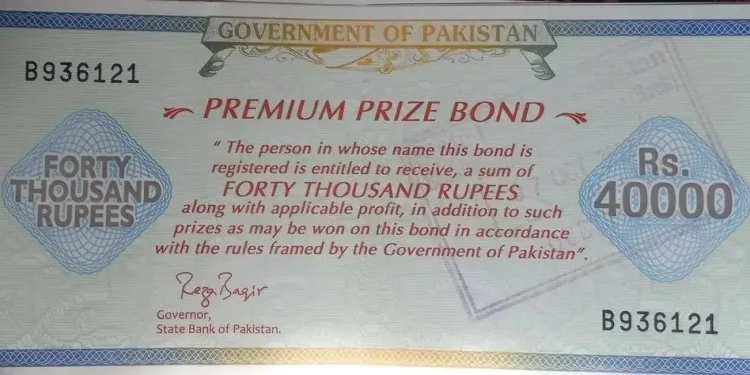 GOVERNMENT OF PAKISTAN
B936121
PREMIUM PRIZE BOND
" The person in whose name this bond is
registered is entitled to receive, a sum of
FORTY THOUSAND RUPEES
along with applicable profit, in addition to such
prizes as may be won on this bond in accordance
with the rules framed by the Government of Pakistan".
FORTY
THOUSAND
RUPEES
Rs.
40000
Reza Baqir
Governor,
State Bank of Pakistan.
B936121